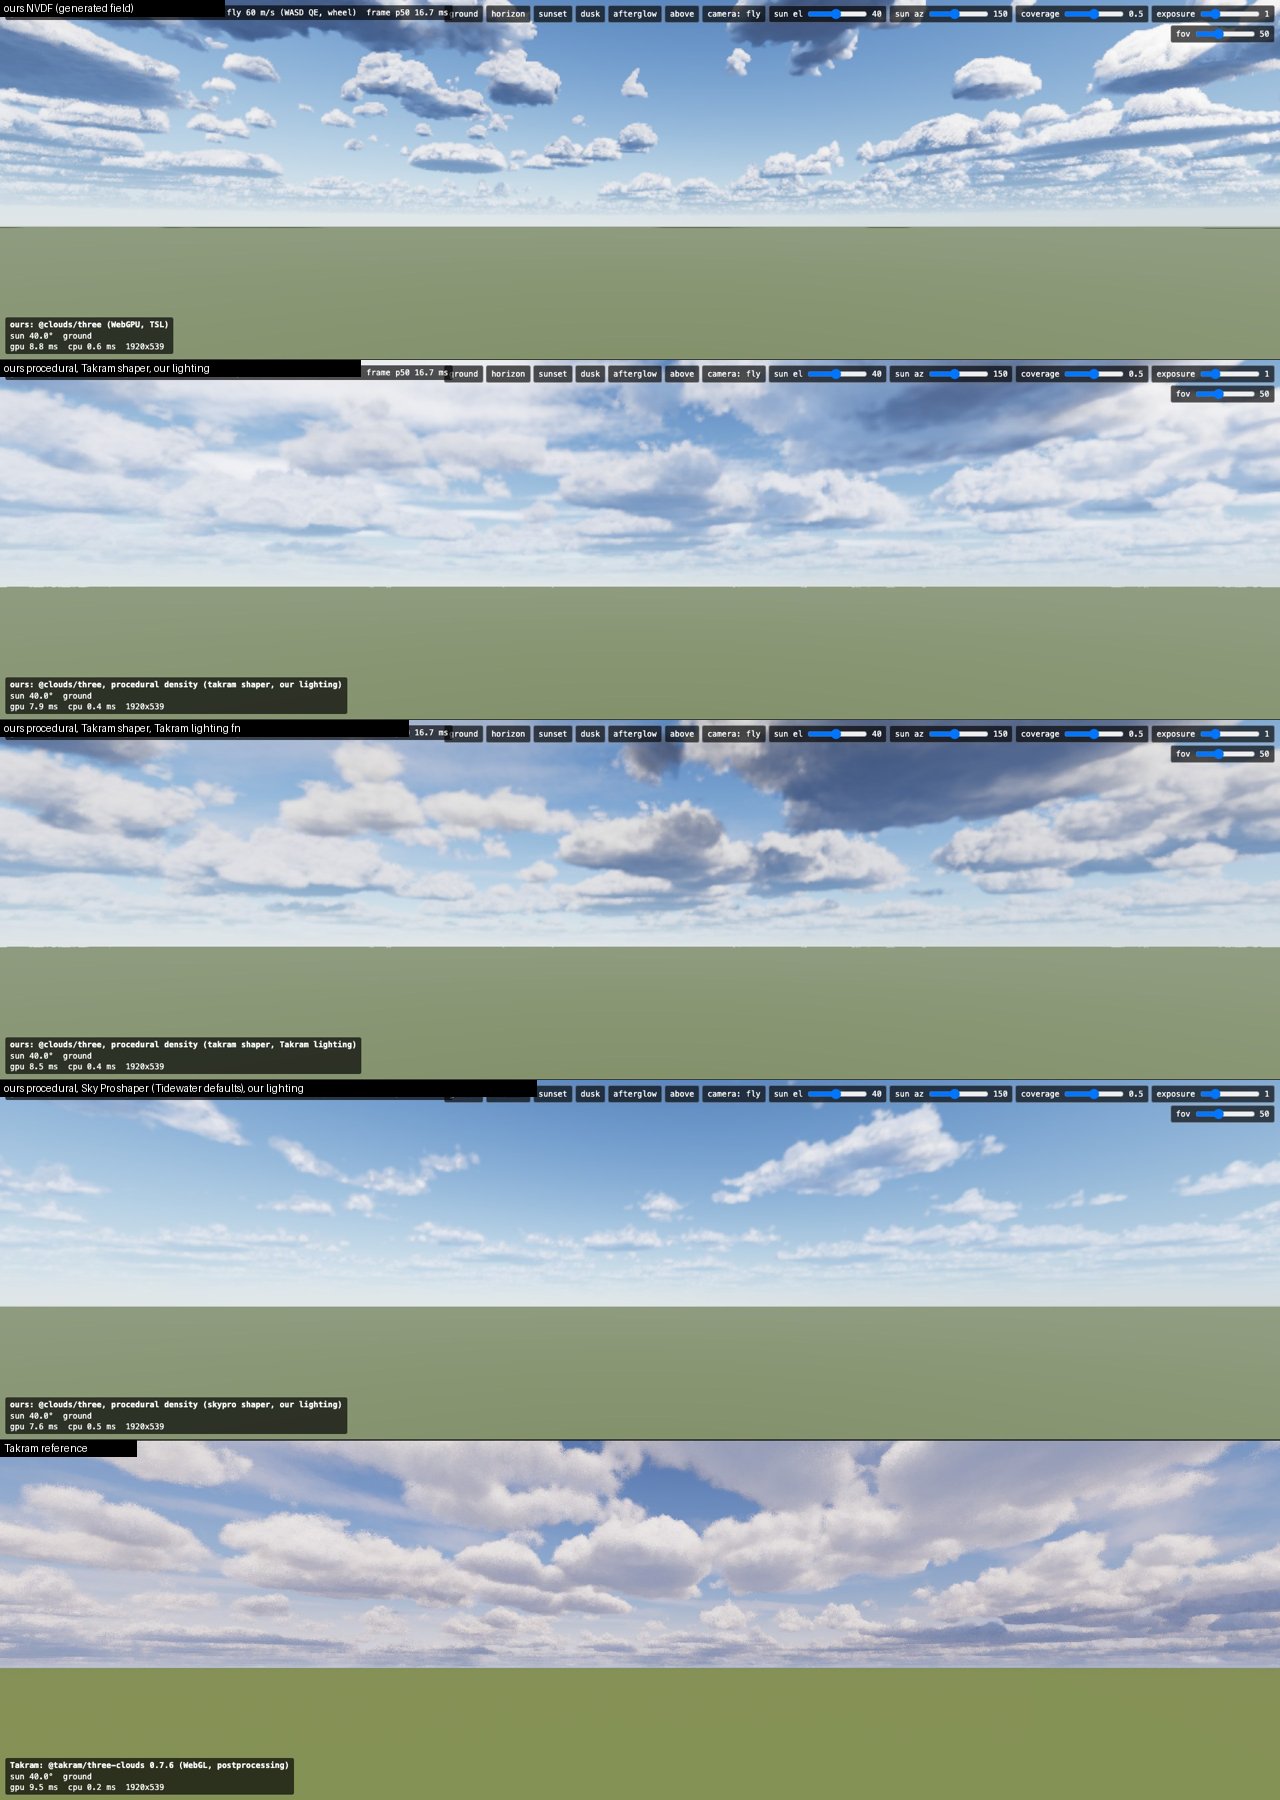 ours NVDF (generated field)
fly 60 m/s (WASD QE, wheel) frame p50 16.7 ms
ground horizon sunset dusk afterglow above camera: fly sun el 40 sun az 150 coverage 0.5 exposure 1
fov 50
ours: @clouds/three (WebGPU, TSL)
sun 40.0° ground
gpu 8.8 ms cpu 0.6 ms 1920x539
ours procedural, Takram shaper, our lighting
frame p50 16.7 ms
ground horizon sunset dusk afterglow above camera: fly sun el 40 sun az 150 coverage 0.5 exposure 1
fov 50
ours: @clouds/three, procedural density (takram shaper, our lighting)
sun 40.0° ground
gpu 7.9 ms cpu 0.4 ms 1920x539
ours procedural, Takram shaper, Takram lighting fn
16.7 ms
ground horizon sunset dusk afterglow above camera: fly sun el 40 sun az 150 coverage 0.5 exposure 1
fov 50
ours: @clouds/three, procedural density (takram shaper, Takram lighting)
sun 40.0° ground
gpu 8.5 ms cpu 0.4 ms 1920x539
ours procedural, Sky Pro shaper (Tidewater defaults), our lighting
sunset dusk afterglow above camera: fly sun el 40 sun az 150 coverage 0.5 exposure 1
fov 50
ours: @clouds/three, procedural density (skypro shaper, our lighting)
sun 40.0° ground
gpu 7.6 ms cpu 0.5 ms 1920x539
Takram reference
Takram: @takram/three-clouds 0.7.6 (WebGL, postprocessing)
sun 40.0° ground
gpu 9.5 ms cpu 0.2 ms 1920x539